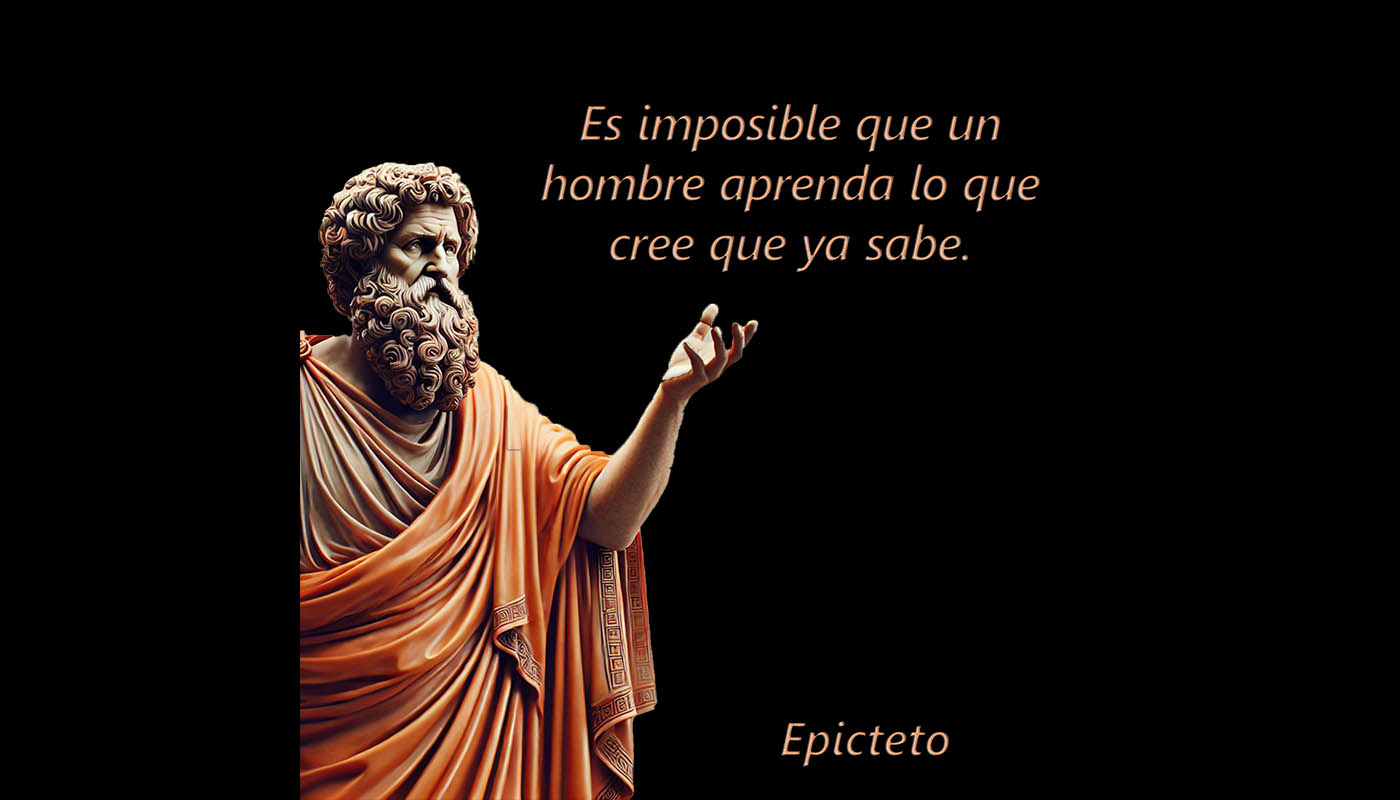 Es imposible que un
hombre aprenda lo que
cree que ya sabe.
Epicteto